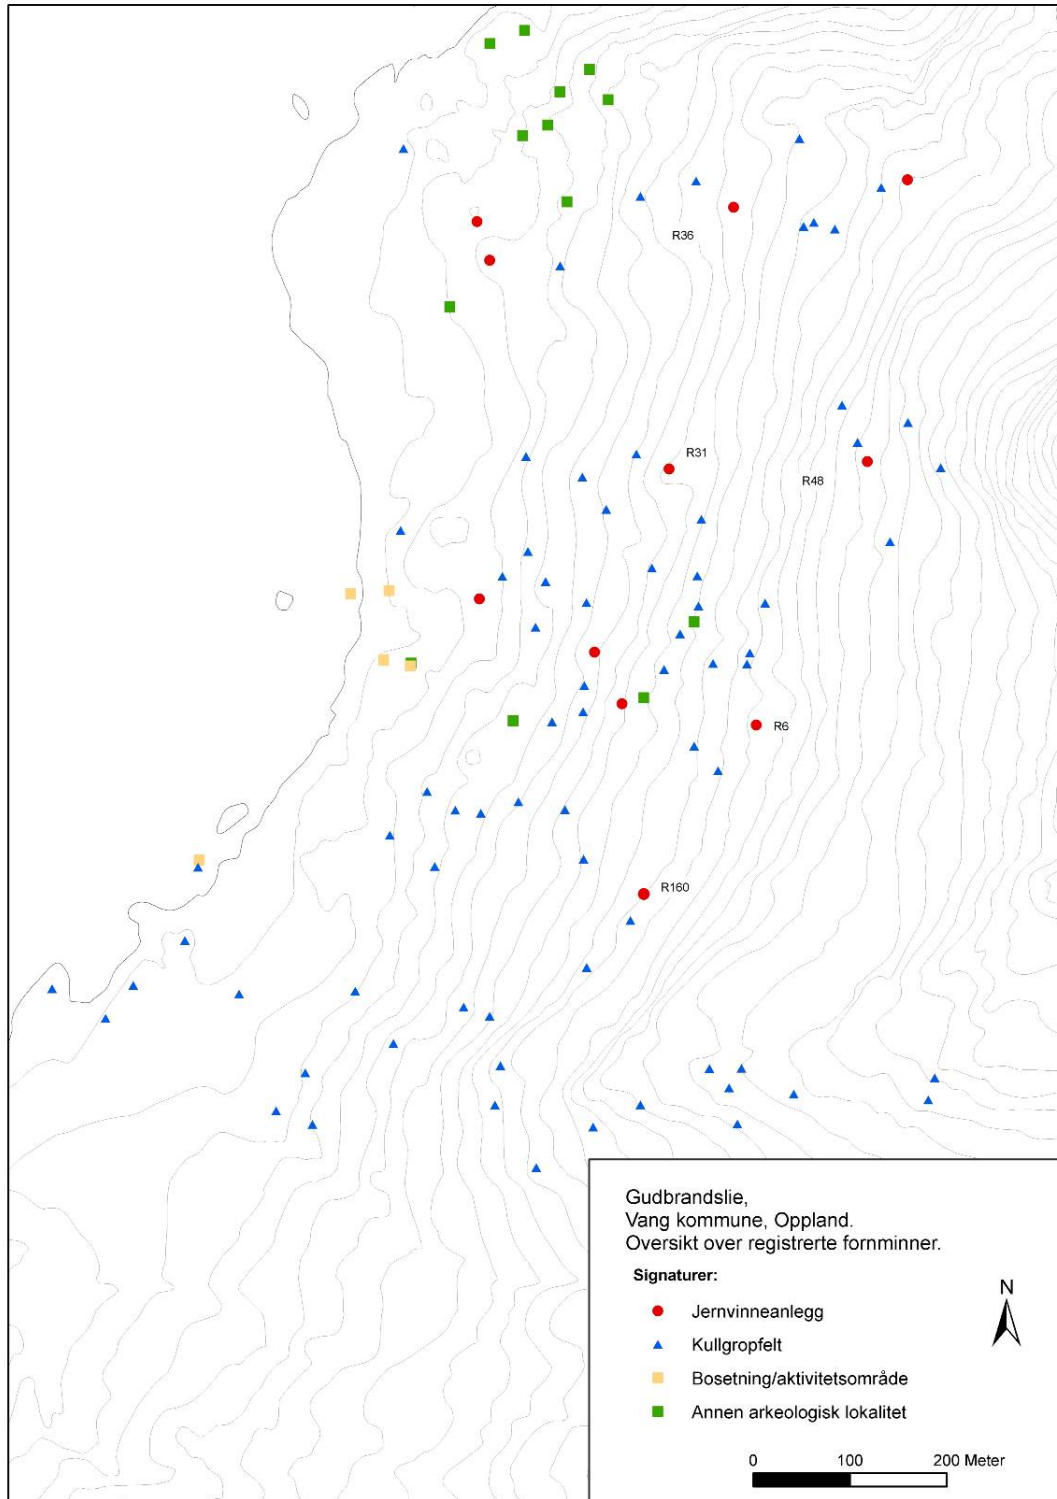 R36
R31
R48
R6
R160
Gudbrandslie,
Vang kommune, Oppland.
Oversikt over registrerte fornminner.
Signaturer:
N
Jernvinneanlegg
Kullgropfelt
Bosetning/aktivitetsområde
Annen arkeologisk lokalitet
0 100 200 Meter